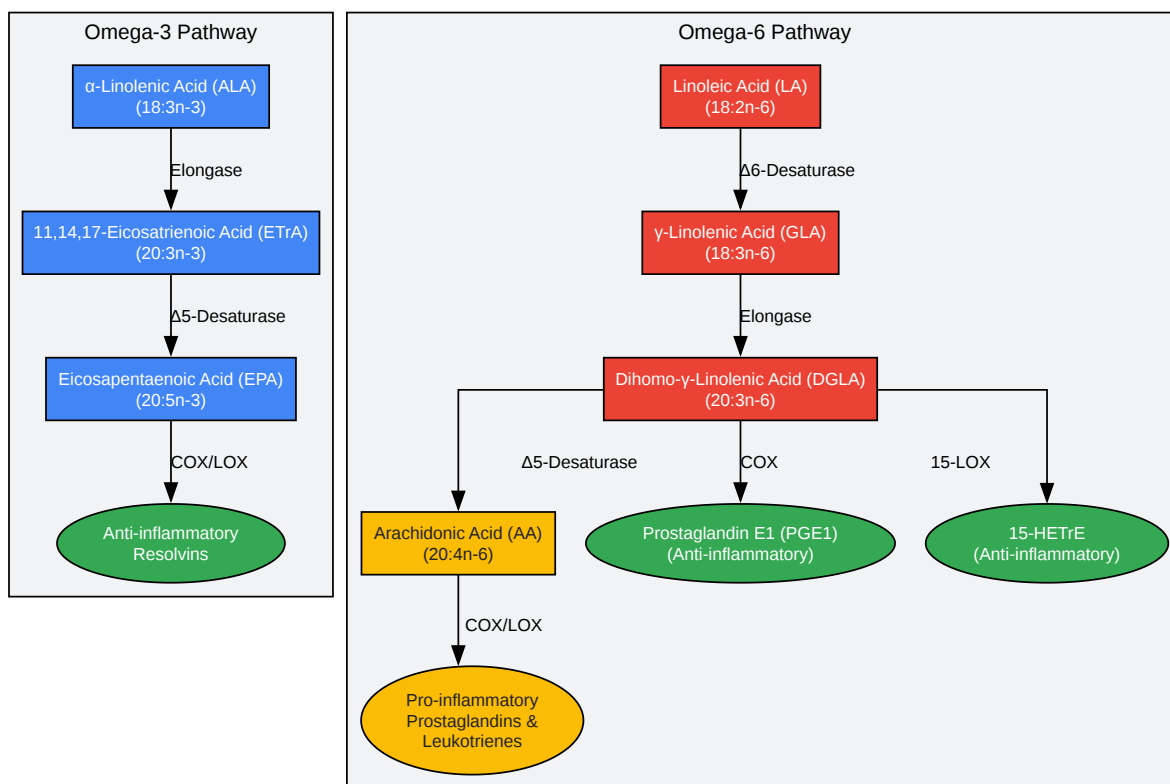 Omega-3 Pathway
α-Linolenic Acid (ALA)
(18:3n-3)
Elongase
11,14,17-Eicosatrienoic Acid (ETrA)
(20:3n-3)
Δ5-Desaturase
Eicosapentaenoic Acid (EPA)
(20:5n-3)
COX/LOX
Anti-inflammatory
Resolvins
Omega-6 Pathway
Linoleic Acid (LA)
(18:2n-6)
Δ6-Desaturase
γ-Linolenic Acid (GLA)
(18:3n-6)
Elongase
Dihomo-γ-Linolenic Acid (DGLA)
(20:3n-6)
Δ5-Desaturase
COX
15-LOX
Arachidonic Acid (AA)
(20:4n-6)
Prostaglandin E1 (PGE1)
(Anti-inflammatory)
15-HETrE
(Anti-inflammatory)
COX/LOX
Pro-inflammatory
Prostaglandins &
Leukotrienes